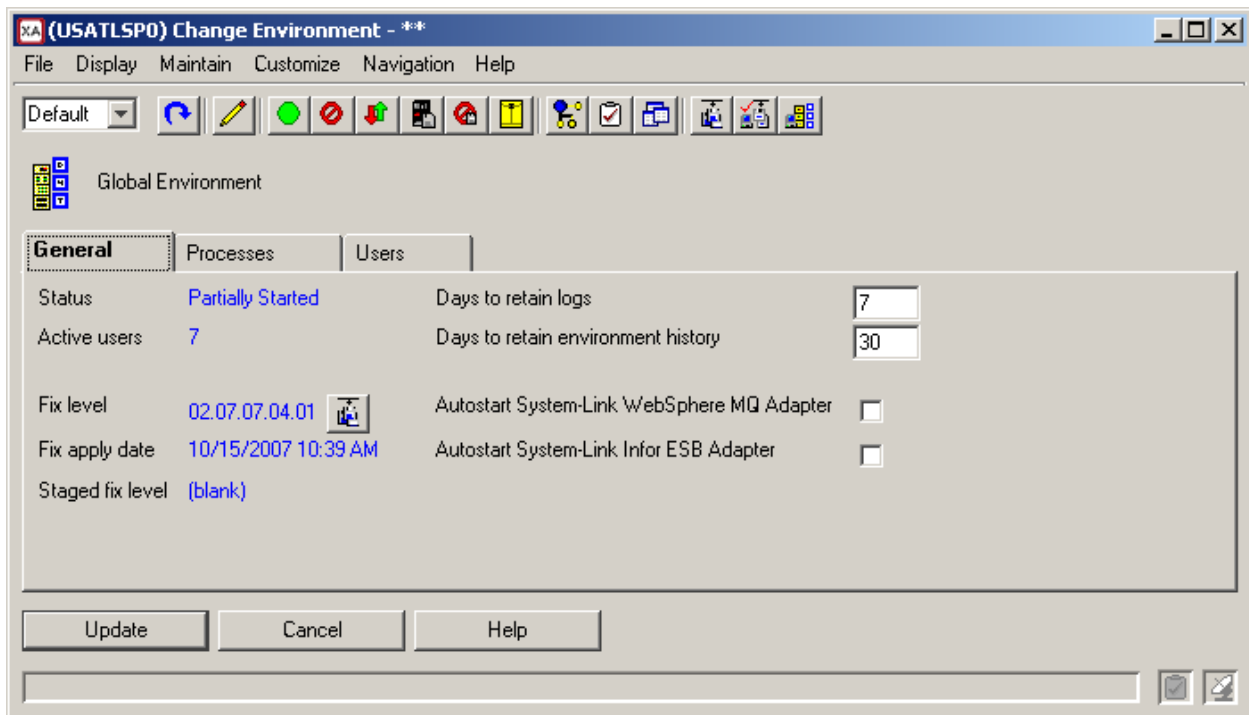 XA (USATLSP0) Change Environment - **
File Display Maintain Customize Navigation Help
Default
Global Environment
General Processes Users
Status Partially Started Days to retain logs 7
Active users 7 Days to retain environment history 30
Fix level 02.07.07.04.01 Autostart System-Link WebSphere MQ Adapter
Fix apply date 10/15/2007 10:39 AM Autostart System-Link Infor ESB Adapter
Staged fix level (blank)
Update Cancel Help